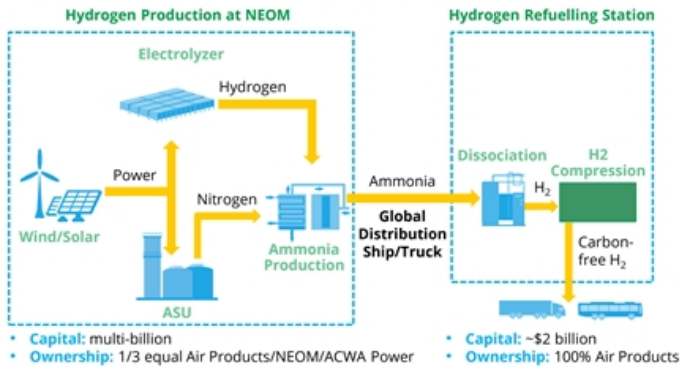 Hydrogen Production at NEOM
Hydrogen Refuelling Station
Electrolyzer
Hydrogen
Power
Wind/Solar
Nitrogen
ASU
Ammonia
Production
Ammonia
Global
Distribution
Ship/Truck
Dissociation
H2
H2
Compression
Carbon-
free H2
• Capital: multi-billion
• Ownership: 1/3 equal Air Products/NEOM/ACWA Power
• Capital: ~$2 billion
• Ownership: 100% Air Products